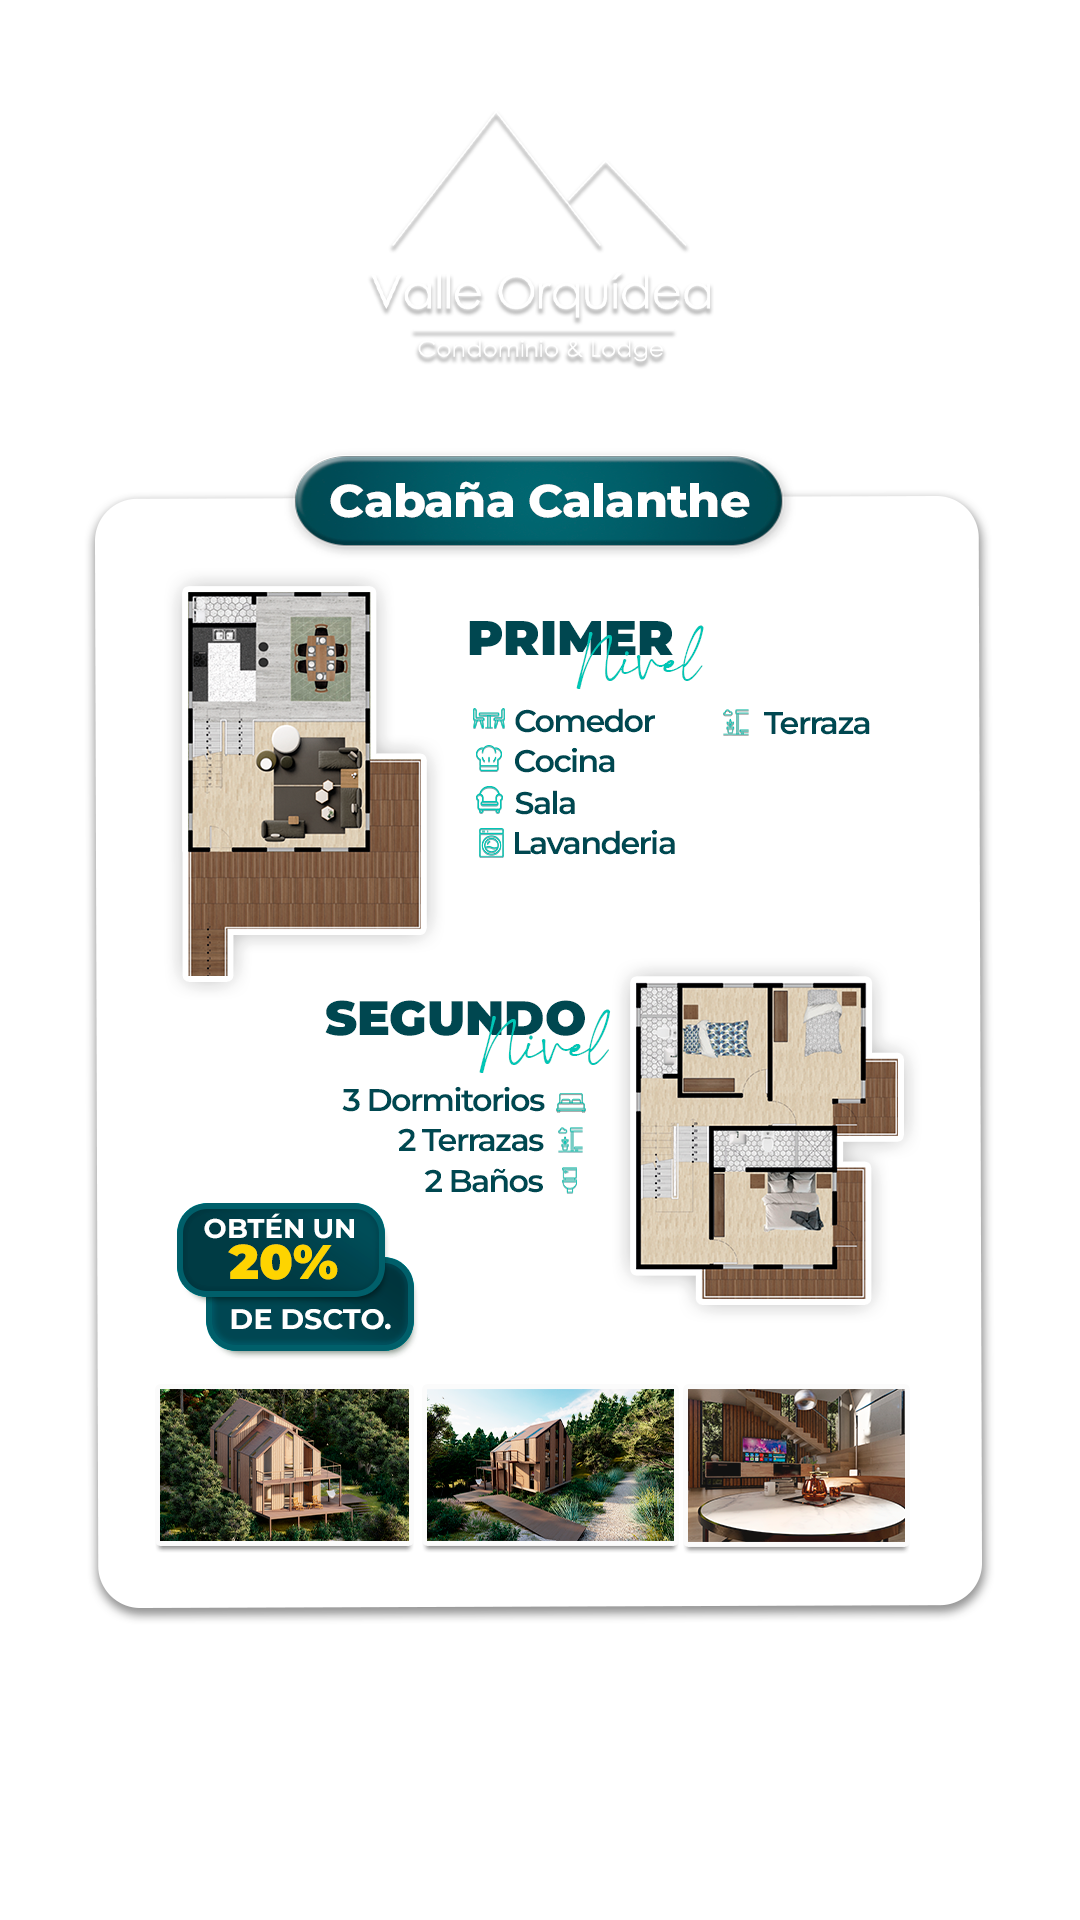 Valle Orquídea
Condominio & Lodge
Cabaña Calanthe
PRIMER
Nivel
Comedor
Terraza
Cocina
Sala
Lavanderia
SEGUNDO
Nivel
3 Dormitorios
2 Terrazas
2 Baños
OBTÉN UN
20%
DE DSCTO.